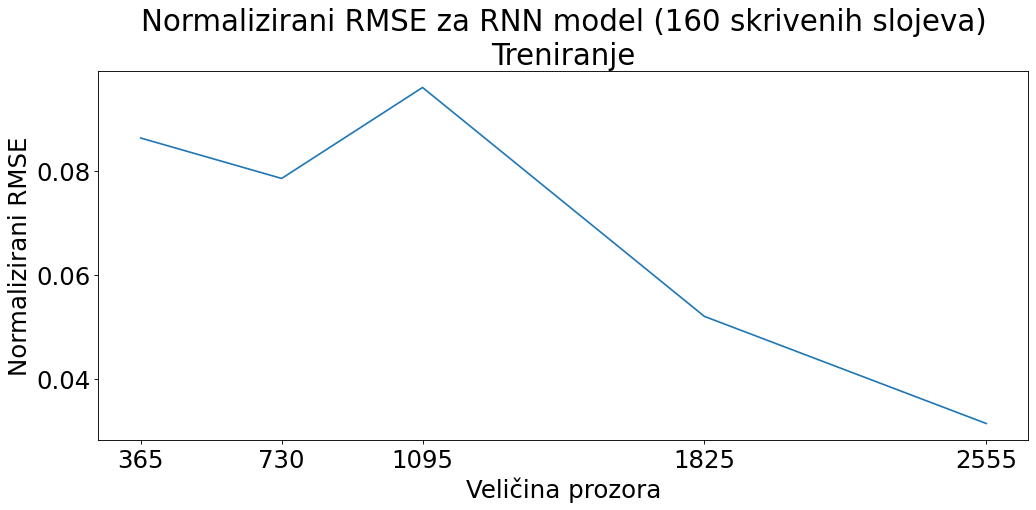 Normalizirani RMSE za RNN model (160 skrivenih slojeva)
Treniranje
Normalizirani RMSE
0.08
0.06
0.04
365 730 1095 1825 2555
Veličina prozora